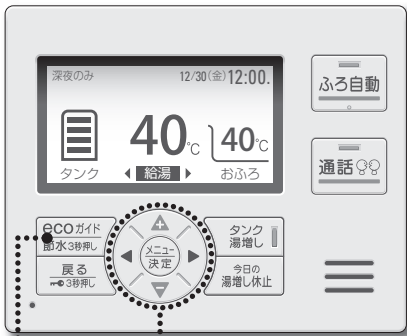 深夜のみ 12/30(金)12:00.
40℃ 40℃
タンク 給湯 おふろ
ふろ自動
通話
ecoガイド
節水3秒押し
戻る
3秒押し
メニュー
決定
タンク
湯増し
今日の
湯増し休止